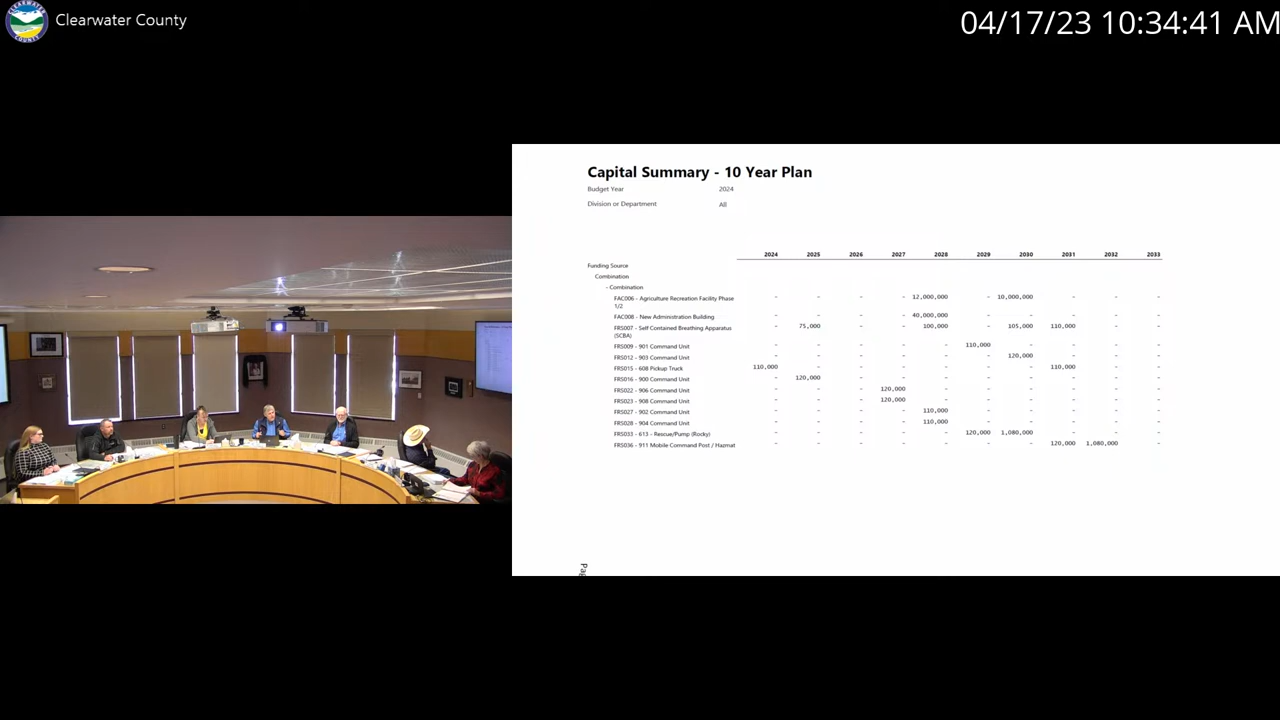 Clearwater County
04/17/23 10:34:41 AM
Capital Summary - 10 Year Plan
Budget Year 2024
Division or Department All
2024 2025 2026 2027 2028 2029 2030 2031 2032 2033
Funding Source
Combination
- Combination
FAC006 - Agriculture Recreation Facility Phase - - - - 12,000,000 - 10,000,000 - - -
1/2
FAC008 - New Administration Building - - - - 40,000,000 - - - - -
FRS007 - Self Contained Breathing Apparatus - 75,000 - - 100,000 - 105,000 110,000 - -
(SCBA)
FRS009 - 901 Command Unit - - - - - 110,000 - - - -
FRS012 - 903 Command Unit - - - - - - 120,000 - - -
FRS015 - 608 Pickup Truck 110,000 - - - - - - 110,000 - -
FRS016 - 900 Command Unit - 120,000 - - - - - - - -
FRS022 - 906 Command Unit - - - 120,000 - - - - - -
FRS023 - 908 Command Unit - - - 120,000 - - - - - -
FRS027 - 902 Command Unit - - - - 110,000 - - - - -
FRS028 - 904 Command Unit - - - - 110,000 - - - - -
FRS033 - 613 - Rescue/Pump (Rocky) - - - - - 120,000 1,080,000 - - -
FRS036 - 911 Mobile Command Post / Hazmat - - - - - - - 120,000 1,080,000 -
Pag